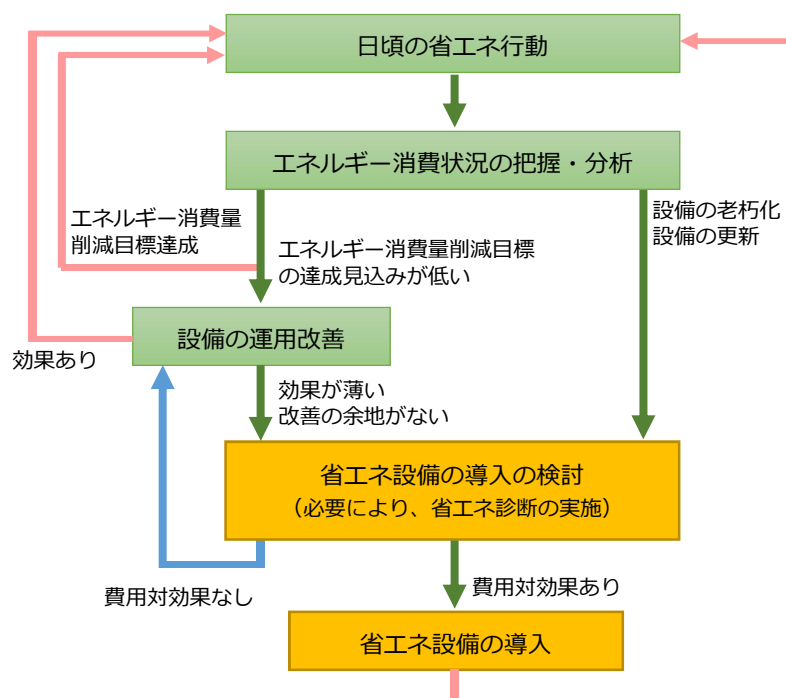 日頃の省エネ行動
エネルギー消費状況の把握・分析
エネルギー消費量
削減目標達成
設備の老朽化
設備の更新
エネルギー消費量削減目標
の達成見込みが低い
設備の運用改善
効果あり
効果が薄い
改善の余地がない
省エネ設備の導入の検討
（必要により、省エネ診断の実施）
費用対効果なし
費用対効果あり
省エネ設備の導入